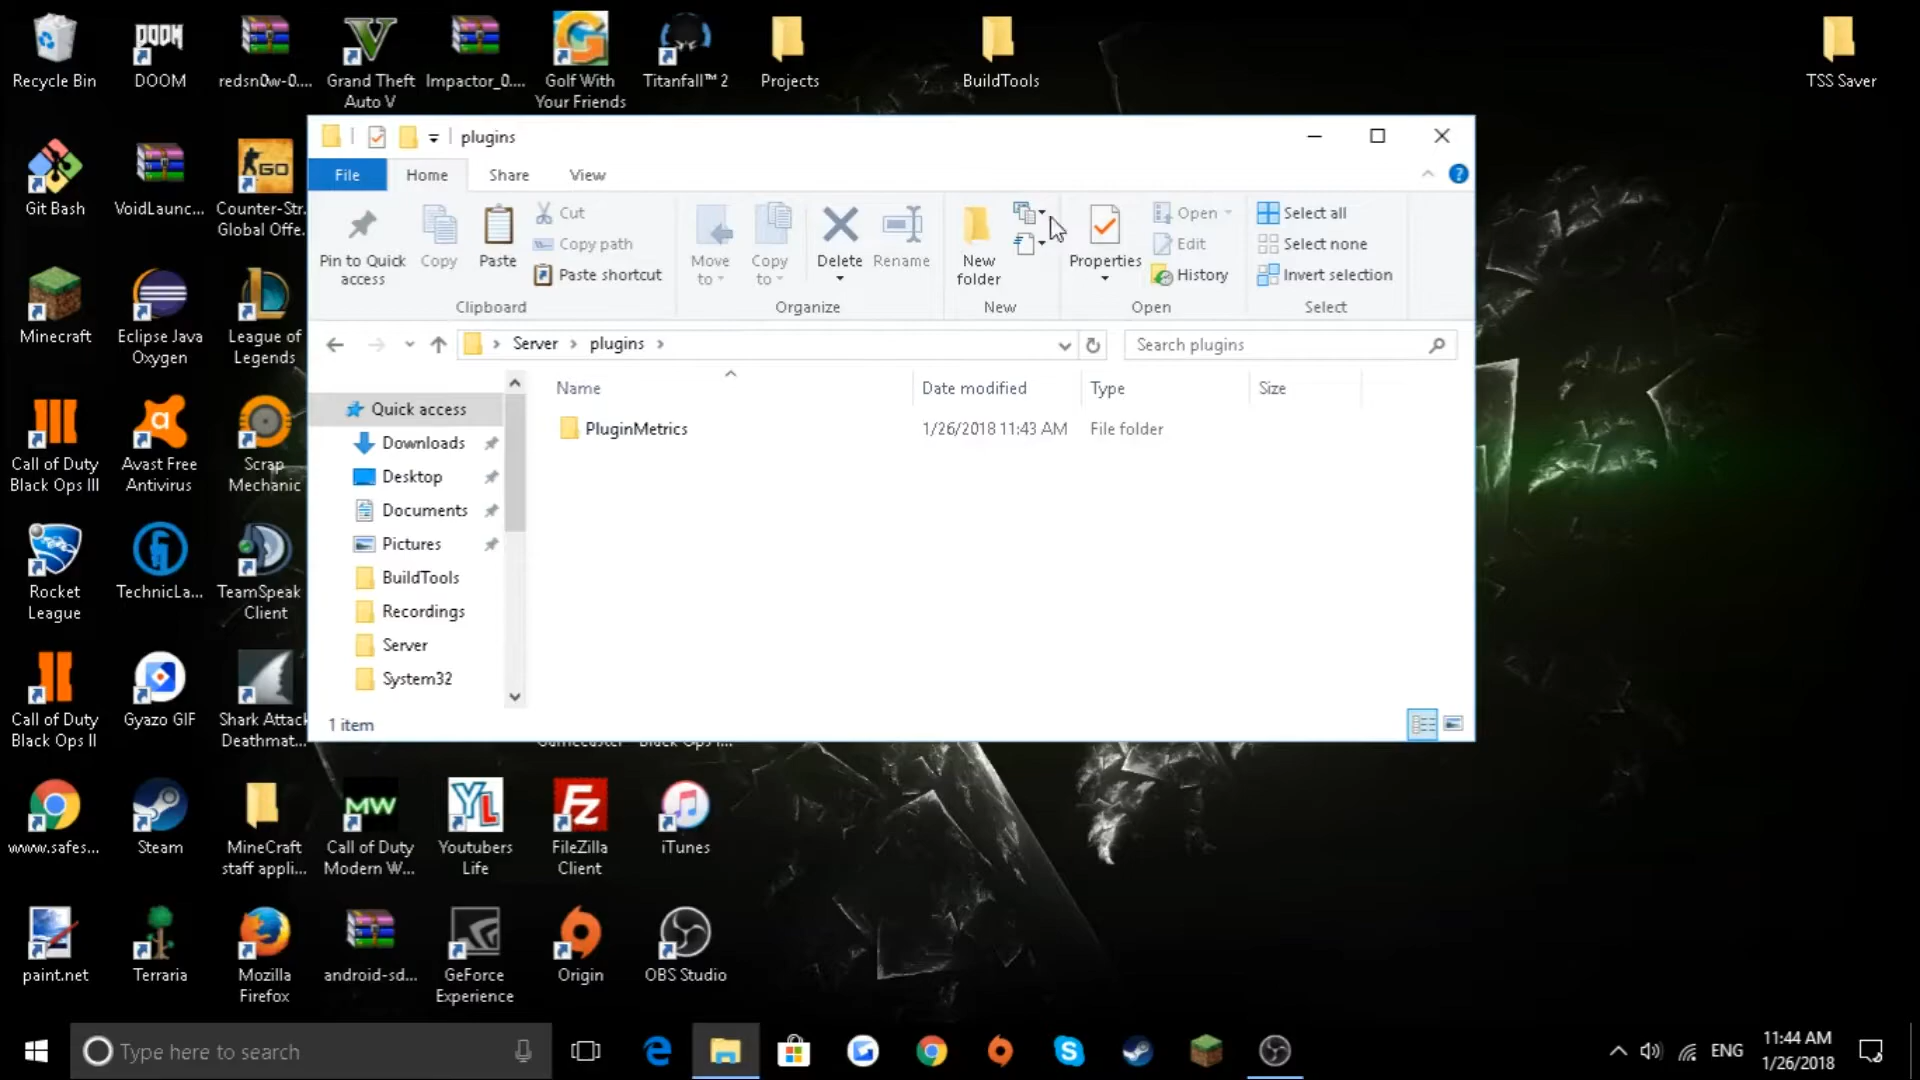 Recycle Bin
DOOM
redsn0w-0....
Grand Theft
Auto V
Impactor_0....
Golf With
Your Friends
Titanfall™ 2
Projects
BuildTools
TSS Saver
plugins
File
Home
Share
View
Pin to Quick
access
Copy
Paste
Cut
Copy path
Paste shortcut
Clipboard
Move
to
Copy
to
Delete
Rename
Organize
New
folder
New
Properties
Open
Edit
History
Open
Select all
Select none
Invert selection
Select
Server
plugins
Search plugins
Name
Date modified
Type
Size
PluginMetrics
1/26/2018 11:43 AM
File folder
Quick access
Downloads
Desktop
Documents
Pictures
BuildTools
Recordings
Server
System32
1 item
Git Bash
VoidLaunc...
Counter-Str...
Global Offe...
Minecraft
Eclipse Java
Oxygen
League of
Legends
Call of Duty
Black Ops III
Avast Free
Antivirus
Scrap
Mechanic
Rocket
League
TechnicLa...
TeamSpeak
Client
Call of Duty
Black Ops II
Gyazo GIF
Shark Attack
Deathmat...
www.safes...
Steam
MineCraft
staff appli...
MW
Call of Duty
Modern W...
YL
Youtubers
Life
Fz
FileZilla
Client
iTunes
paint.net
Terraria
Mozilla
Firefox
android-sd...
GeForce
Experience
Origin
OBS Studio
Type here to search
ENG
11:44 AM
1/26/2018